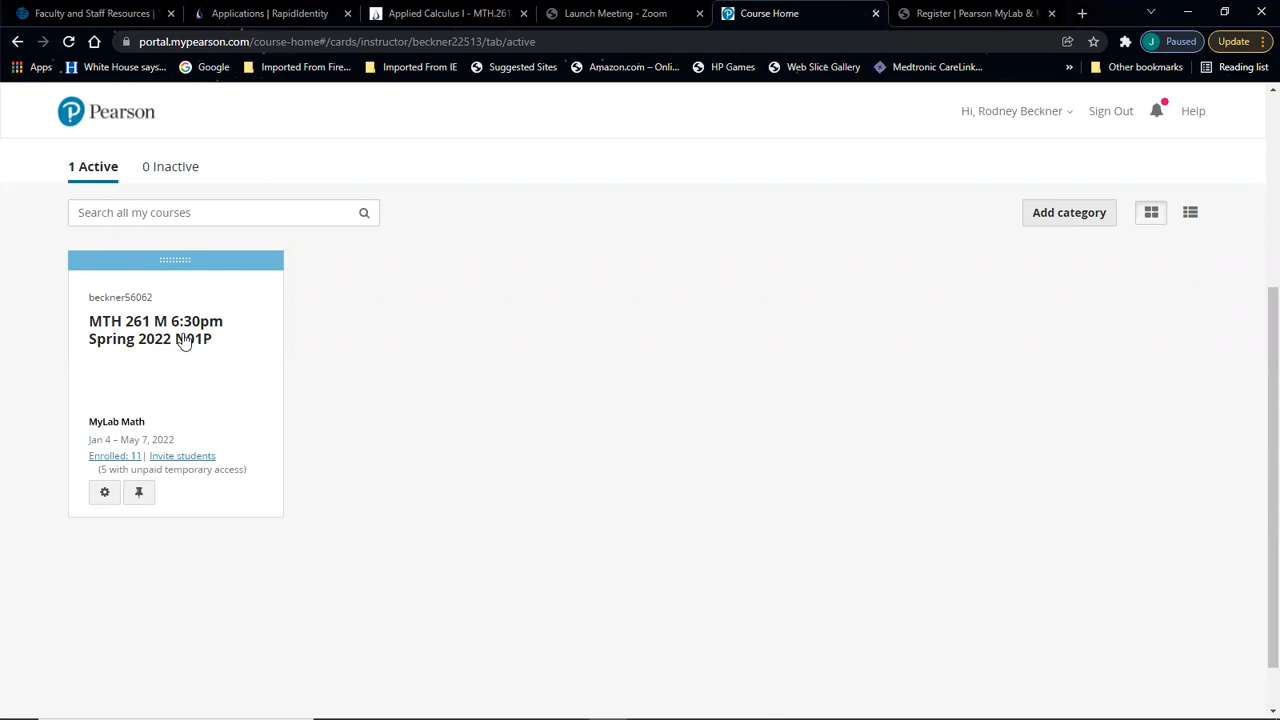 Faculty and Staff Resources |
Applications | RapidIdentity
Applied Calculus I - MTH.261
Launch Meeting - Zoom
Course Home
Register | Pearson MyLab &
portal.mypearson.com/course-home#/cards/instructor/beckner22513/tab/active
J Paused
Update
Apps
White House says...
Google
Imported From Fire...
Imported From IE
Suggested Sites
Amazon.com – Onli...
HP Games
Web Slice Gallery
Medtronic CareLink...
»
Other bookmarks
Reading list
Pearson
Hi, Rodney Beckner
Sign Out
Help
1 Active
0 Inactive
Search all my courses
Add category
beckner56062
MTH 261 M 6:30pm
Spring 2022 N01P
MyLab Math
Jan 4 – May 7, 2022
Enrolled: 11 | Invite students
(5 with unpaid temporary access)